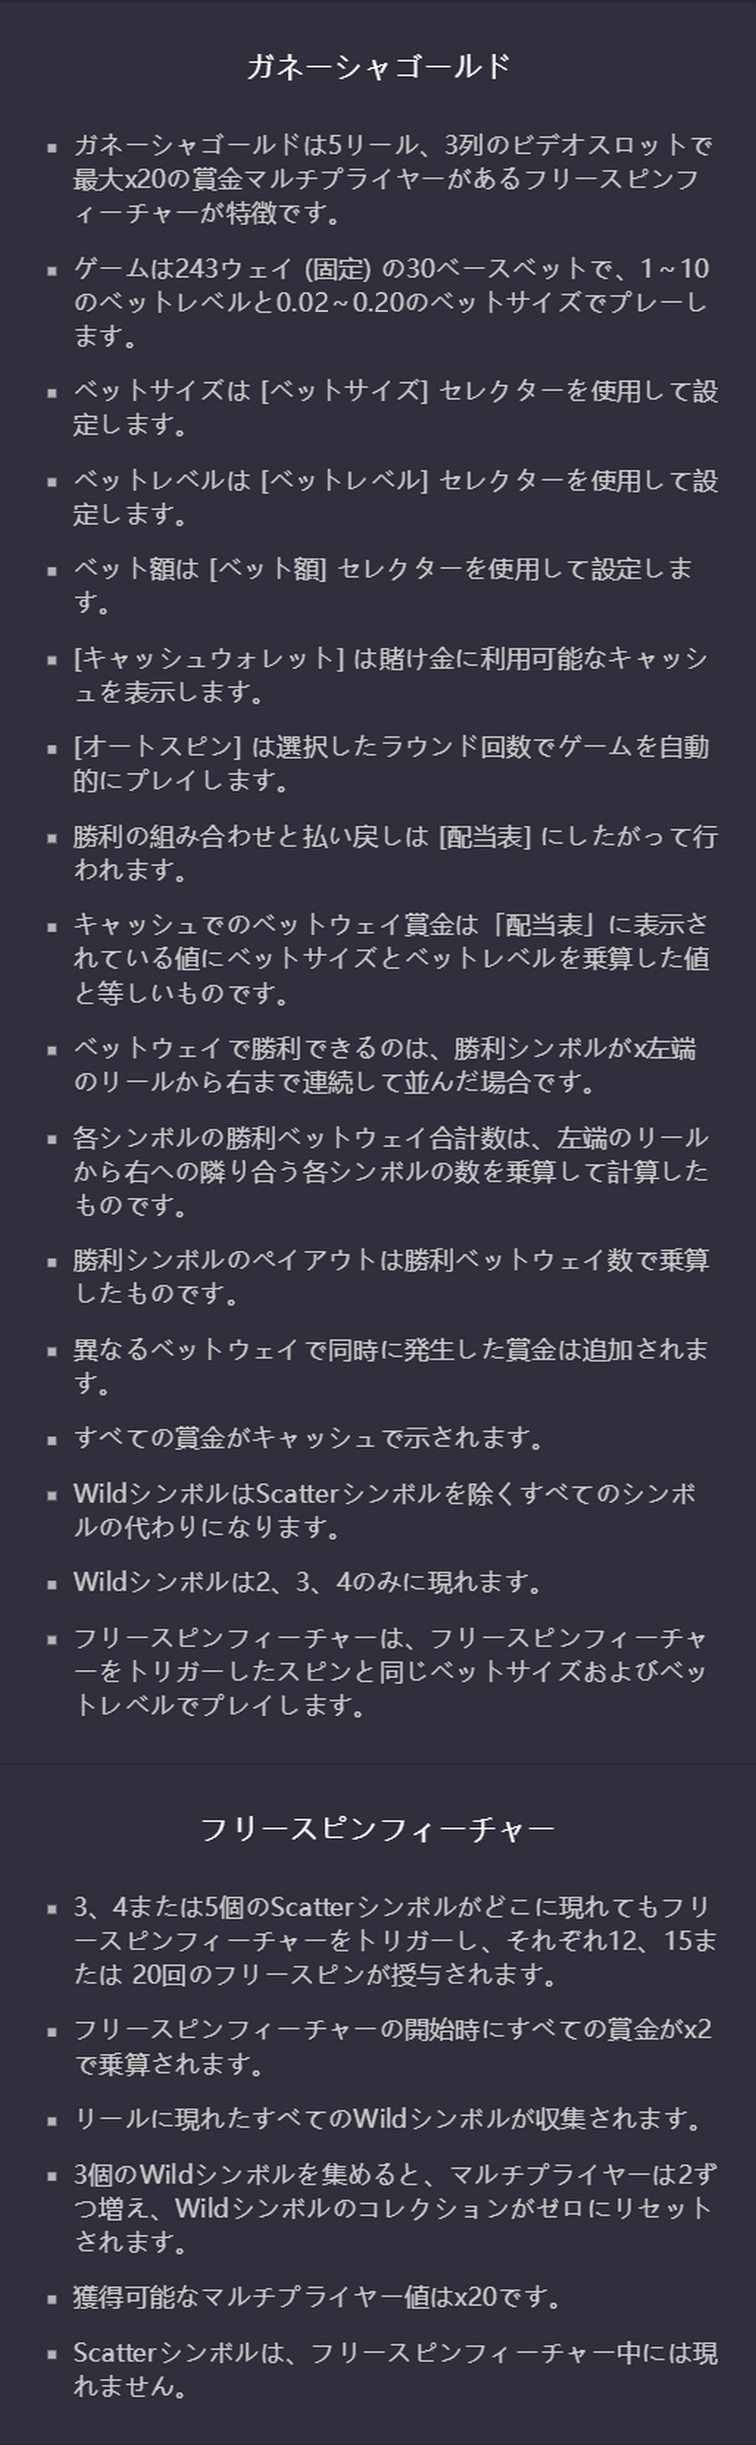 ガネーシャゴールド
▪ ガネーシャゴールドは5リール、3列のビデオスロットで
最大x20の賞金マルチプライヤーがあるフリースピンフ
ィーチャーが特徴です。
▪ ゲームは243ウェイ (固定) の30ベースベットで、1～10
のベットレベルと0.02～0.20のベットサイズでプレーし
ます。
▪ ベットサイズは [ベットサイズ] セレクターを使用して設
定します。
▪ ベットレベルは [ベットレベル] セレクターを使用して設
定します。
▪ ベット額は [ベット額] セレクターを使用して設定しま
す。
▪ [キャッシュウォレット] は賭け金に利用可能なキャッシ
ュを表示します。
▪ [オートスピン] は選択したラウンド回数でゲームを自動
的にプレイします。
▪ 勝利の組み合わせと払い戻しは [配当表] にしたがって行
われます。
▪ キャッシュでのベットウェイ賞金は「配当表」に表示さ
れている値にベットサイズとベットレベルを乗算した値
と等しいものです。
▪ ベットウェイで勝利できるのは、勝利シンボルがx左端
のリールから右まで連続して並んだ場合です。
▪ 各シンボルの勝利ベットウェイ合計数は、左端のリール
から右への隣り合う各シンボルの数を乗算して計算した
ものです。
▪ 勝利シンボルのペイアウトは勝利ベットウェイ数で乗算
したものです。
▪ 異なるベットウェイで同時に発生した賞金は追加されま
す。
▪ すべての賞金がキャッシュで示されます。
▪ WildシンボルはScatterシンボルを除くすべてのシンボ
ルの代わりになります。
▪ Wildシンボルは2、3、4のみに現れます。
▪ フリースピンフィーチャーは、フリースピンフィーチャ
ーをトリガーしたスピンと同じベットサイズおよびベッ
トレベルでプレイします。
フリースピンフィーチャー
▪ 3、4または5個のScatterシンボルがどこに現れてもフリ
ースピンフィーチャーをトリガーし、それぞれ12、15ま
たは 20回のフリースピンが授与されます。
▪ フリースピンフィーチャーの開始時にすべての賞金がx2
で乗算されます。
▪ リールに現れたすべてのWildシンボルが収集されます。
▪ 3個のWildシンボルを集めると、マルチプライヤーは2ず
つ増え、Wildシンボルのコレクションがゼロにリセット
されます。
▪ 獲得可能なマルチプライヤー値はx20です。
▪ Scatterシンボルは、フリースピンフィーチャー中には現
れません。